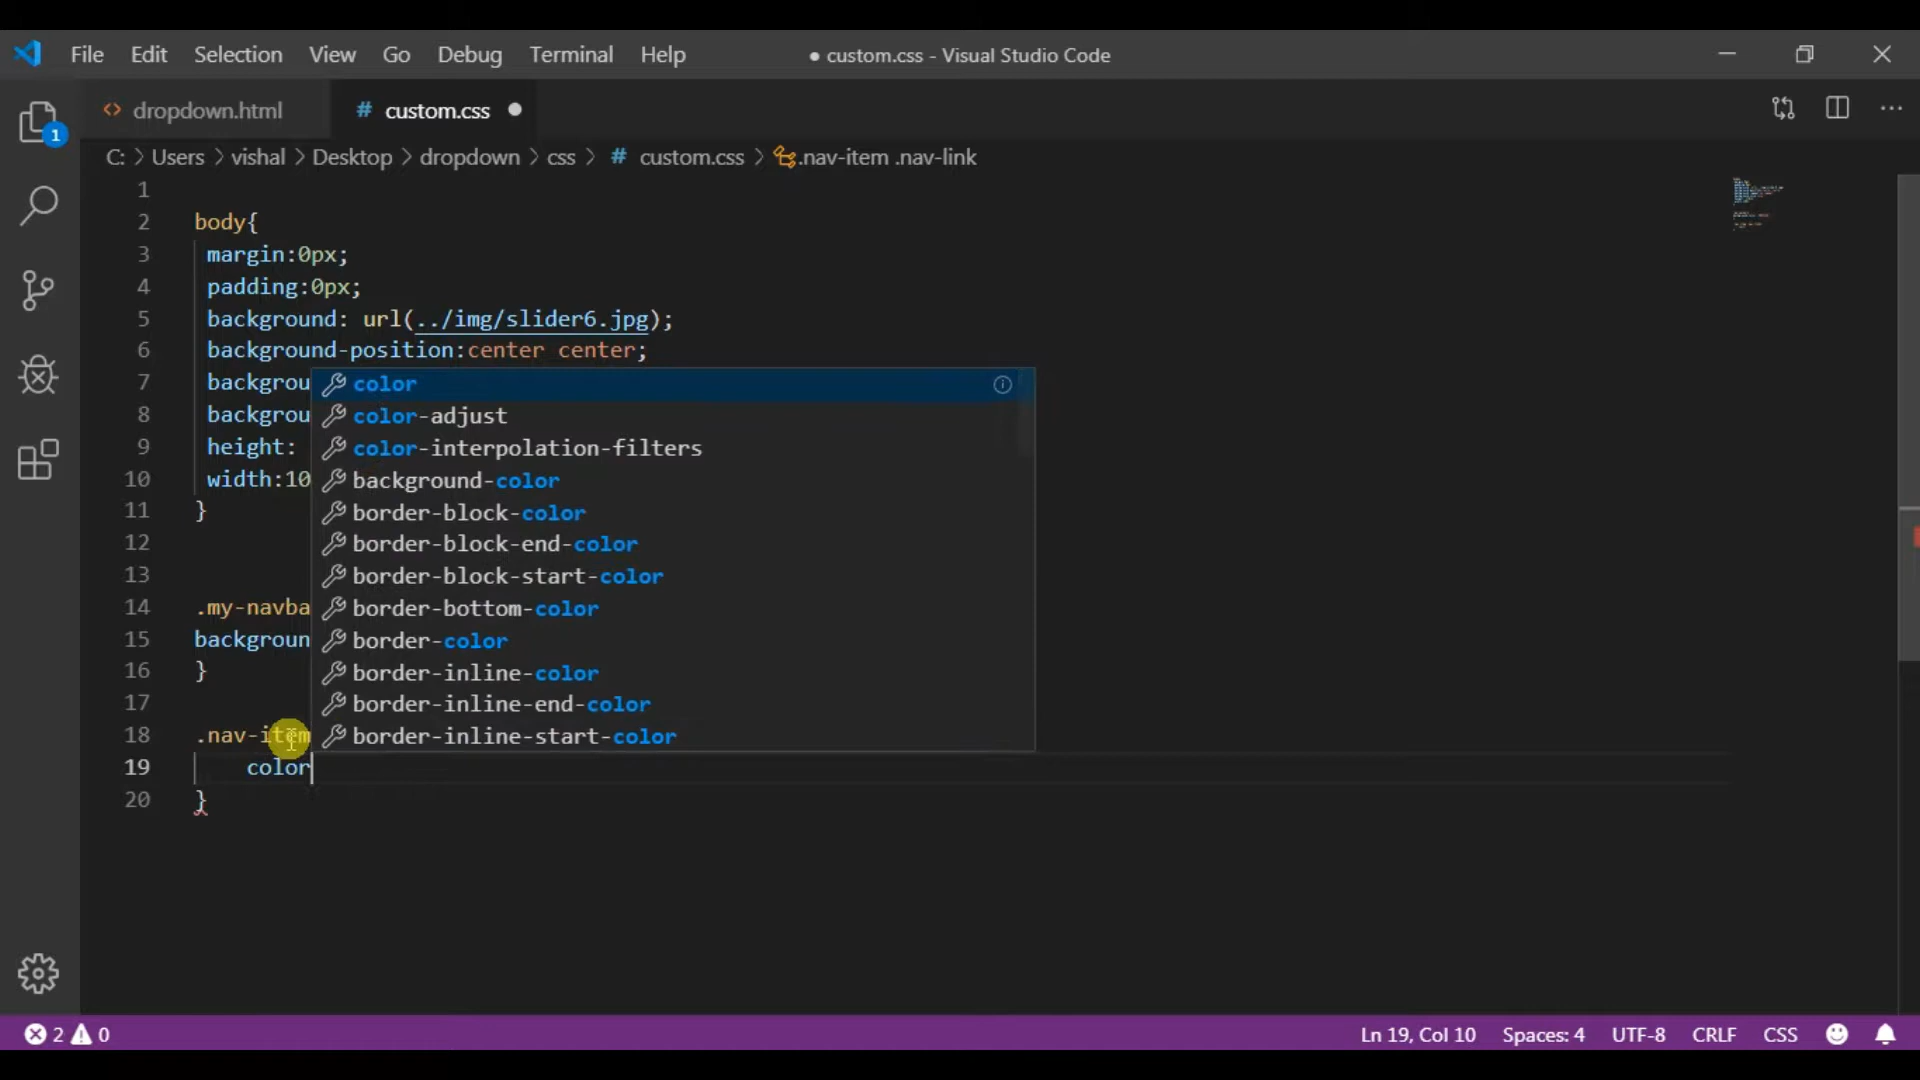 File Edit Selection View Go Debug Terminal Help ● custom.css - Visual Studio Code
<> dropdown.html # custom.css ●
C: > Users > vishal > Desktop > dropdown > css > # custom.css > .nav-item .nav-link
1
2 body{
3 margin:0px;
4 padding:0px;
5 background: url(../img/slider6.jpg);
6 background-position:center center;
7 backgrou color
8 backgrou color-adjust
9 height: color-interpolation-filters
10 width:10 background-color
11 } border-block-color
12 border-block-end-color
13 border-block-start-color
14 .my-navba border-bottom-color
15 backgroun border-color
16 } border-inline-color
17 border-inline-end-color
18 .nav-item border-inline-start-color
19 color
20 }
1
2 0 Ln 19, Col 10 Spaces: 4 UTF-8 CRLF CSS